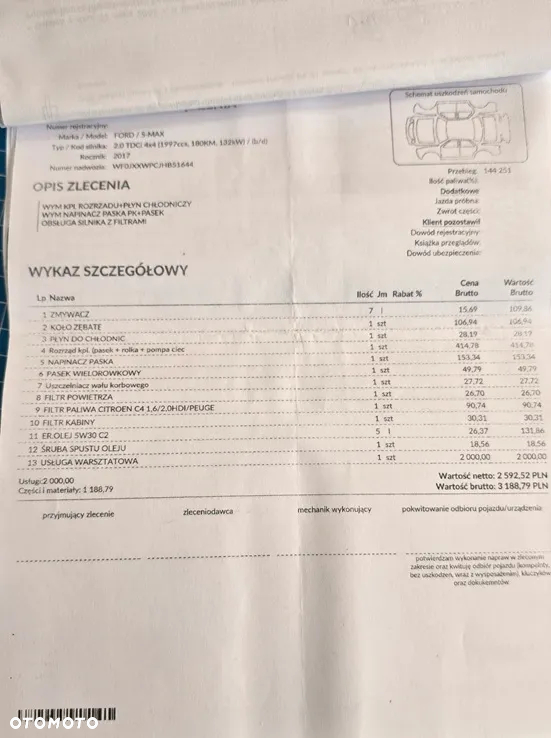 Schemat uszkodzeń samochodu
Numer rejestracyjny:
Marka / Model: FORD / S-MAX
Typ / Kod silnika: 2.0 TDCi 4x4 (1997ccs, 180KM, 132kW) / (b/d)
Rocznik: 2017
Numer nadwozia: WF0JXXWPCJHB51644
Przebieg: 144 251
Ilość paliwa(%):
Dodatkowe
Jazda próbna:
Zwrot części:
Klient pozostawił
Dowód rejestracyjny:
Książka przeglądów:
Dowód ubezpieczenia:
OPIS ZLECENIA
WYM KPL ROZRZĄDU+PŁYN CHŁODNICZY
WYM NAPINACZ PASKA PK+PASEK
OBSŁUGA SILNIKA Z FILTRAMI
WYKAZ SZCZEGÓŁOWY
Lp Nazwa Ilość Jm Rabat % Cena Brutto Wartość Brutto
1 ZMYWACZ 7 l 15,69 109,86
2 KOŁO ZĘBATE 1 szt 106,94 106,94
3 PŁYN DO CHŁODNIC 1 szt 28,19 28,19
4 Rozrząd kpl. (pasek + rolka + pompa ciec 1 szt 414,78 414,78
5 NAPINACZ PASKA 1 szt 153,34 153,34
6 PASEK WIELOROWKOWY 1 szt 49,79 49,79
7 Uszczelniacz wału korbowego 1 szt 27,72 27,72
8 FILTR POWIETRZA 1 szt 26,70 26,70
9 FILTR PALIWA CITROEN C4 1,6/2.0HDI/PEUGE 1 szt 90,74 90,74
10 FILTR KABINY 1 szt 30,31 30,31
11 ER.OLEJ 5W30 C2 5 l 26,37 131,86
12 ŚRUBA SPUSTU OLEJU 1 szt 18,56 18,56
13 USŁUGA WARSZTATOWA 1 szt 2 000,00 2 000,00
Usługi:2 000,00
Części i materiały: 1 188,79
Wartość netto: 2 592,52 PLN
Wartość brutto: 3 188,79 PLN
przyjmujący zlecenie zleceniodawca mechanik wykonujący pokwitowanie odbioru pojazdu/urządzenia
potwierdzam wykonanie napraw w zleconym
zakresie oraz kwituję odbiór pojazdu (kompletny,
bez uszkodzeń, wraz z wyposażeniem), kluczyków
oraz dokumentów.
OTOMOTO